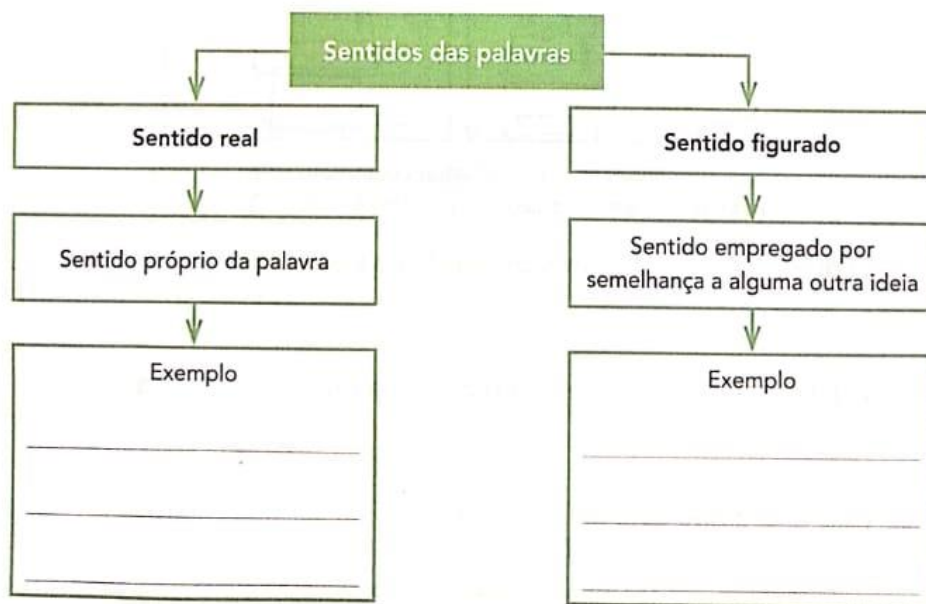 Sentidos das palavras
Sentido real
Sentido figurado
Sentido próprio da palavra
Sentido empregado por
semelhança a alguma outra ideia
Exemplo
Exemplo